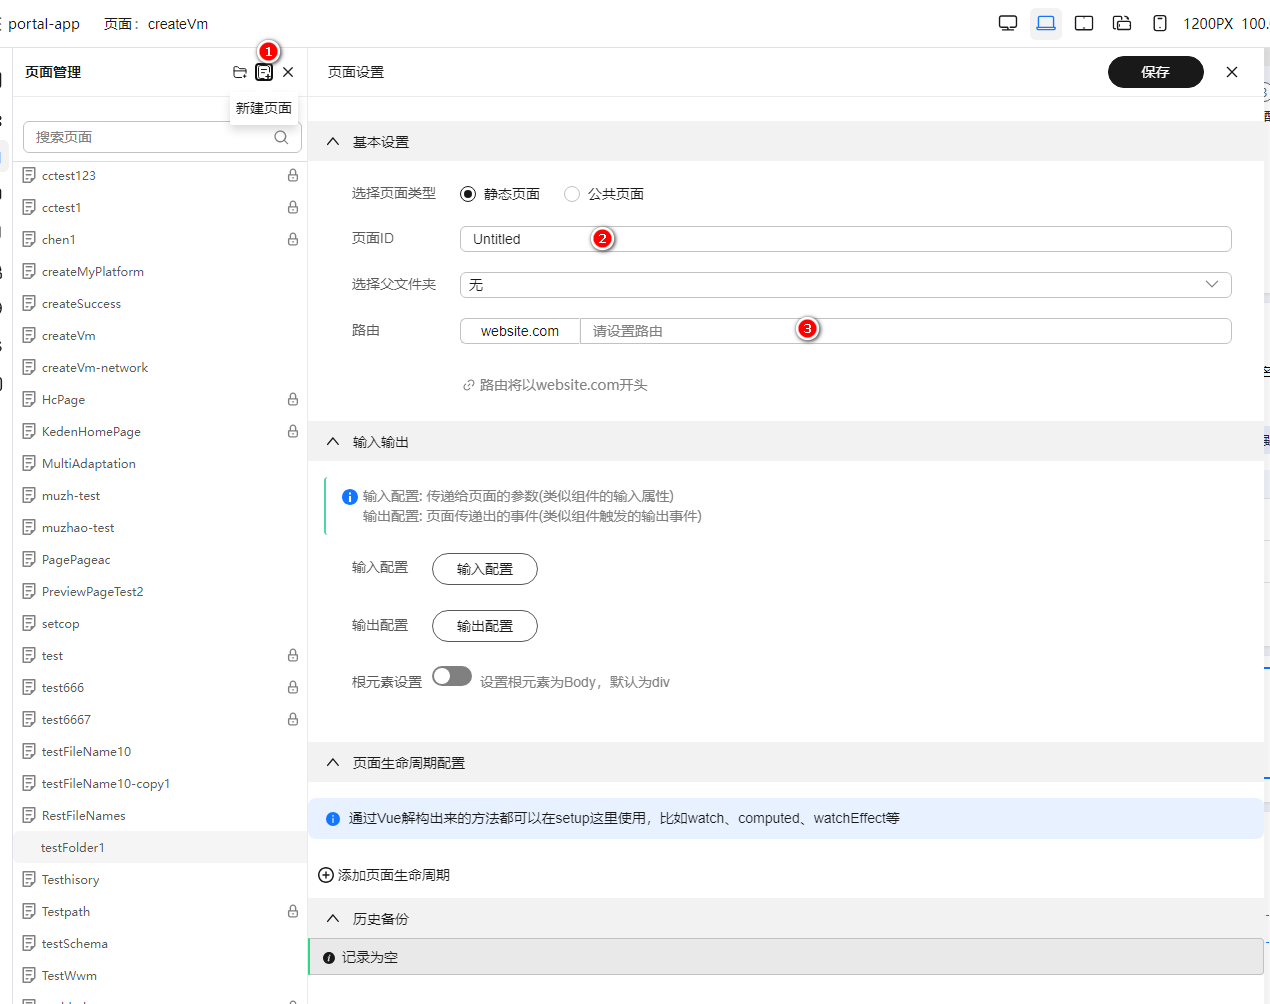 portal-app 页面：createVm 1200PX 100.
1
页面管理
新建页面
搜索页面
cctest123
cctest1
chen1
createMyPlatform
createSuccess
createVm
createVm-network
HcPage
KedenHomePage
MultiAdaptation
muzh-test
muzhao-test
PagePageac
PreviewPageTest2
setcop
test
test666
test6667
testFileName10
testFileName10-copy1
RestFileNames
testFolder1
Testhisory
Testpath
testSchema
TestWwm
页面设置 保存
基本设置
选择页面类型 静态页面 公共页面
页面ID Untitled 2
选择父文件夹 无
路由 website.com 请设置路由 3
路由将以website.com开头
输入输出
输入配置: 传递给页面的参数(类似组件的输入属性)
输出配置: 页面传递出的事件(类似组件触发的输出事件)
输入配置 输入配置
输出配置 输出配置
根元素设置 设置根元素为Body，默认为div
页面生命周期配置
通过Vue解构出来的方法都可以在setup这里使用，比如watch、computed、watchEffect等
添加页面生命周期
历史备份
记录为空